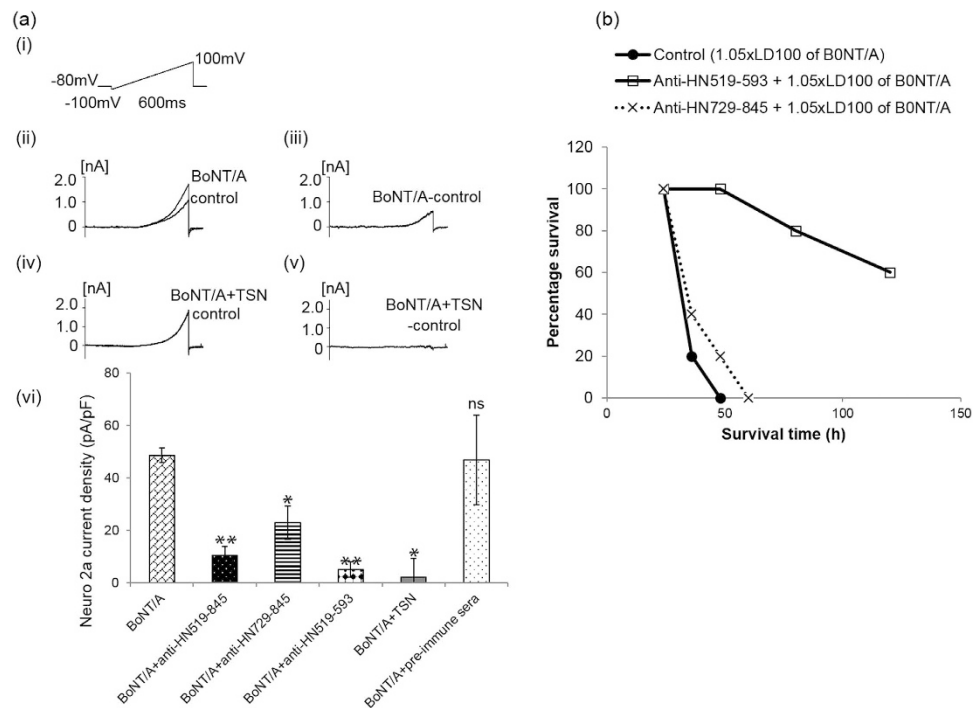 (a)
(i)
100mV
-80mV
-100mV 600ms
(ii)
[nA]
2.0
1.0
0
BoNT/A
control
(iii)
[nA]
2.0
1.0
0
BoNT/A-control
(iv)
[nA]
2.0
1.0
0
BoNT/A+TSN
control
(v)
[nA]
2.0
1.0
0
BoNT/A+TSN
-control
(vi)
Neuro 2a current density (pA/pF)
80
60
40
20
0
**
*
**
*
ns
BoNT/A
BoNT/A+anti-HN519-845
BoNT/A+anti-HN729-845
BoNT/A+anti-HN519-593
BoNT/A+TSN
BoNT/A+pre-immune sera
(b)
Control (1.05xLD100 of B0NT/A)
Anti-HN519-593 + 1.05xLD100 of B0NT/A
Anti-HN729-845 + 1.05xLD100 of B0NT/A
Percentage survival
120
100
80
60
40
20
0
0 50 100 150
Survival time (h)